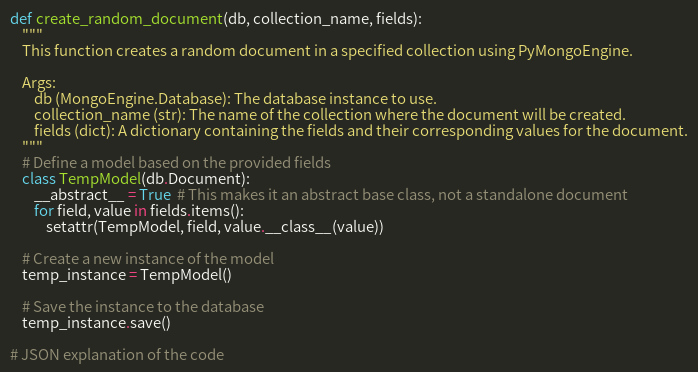 def create_random_document(db, collection_name, fields):
"""
This function creates a random document in a specified collection using PyMongoEngine.
Args:
db (MongoEngine.Database): The database instance to use.
collection_name (str): The name of the collection where the document will be created.
fields (dict): A dictionary containing the fields and their corresponding values for the document.
"""
# Define a model based on the provided fields
class TempModel(db.Document):
__abstract__ = True # This makes it an abstract base class, not a standalone document
for field, value in fields.items():
setattr(TempModel, field, value.__class__(value))
# Create a new instance of the model
temp_instance = TempModel()
# Save the instance to the database
temp_instance.save()
# JSON explanation of the code